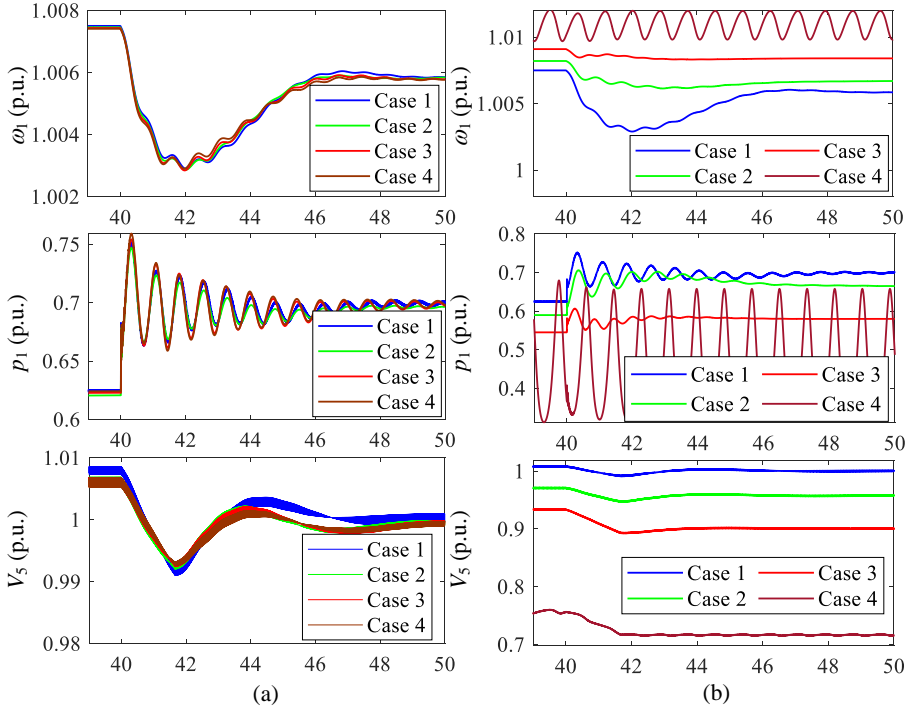 1.008
1.006
1.004
1.002
ω1 (p.u.)
Case 1
Case 2
Case 3
Case 4
40 42 44 46 48 50
0.75
0.7
0.65
0.6
p1 (p.u.)
Case 1
Case 2
Case 3
Case 4
40 42 44 46 48 50
1.01
1
0.99
0.98
V5 (p.u.)
Case 1
Case 2
Case 3
Case 4
40 42 44 46 48 50
(a)
1.01
1.005
1
ω1 (p.u.)
Case 1 Case 3
Case 2 Case 4
40 42 44 46 48 50
0.8
0.7
0.6
0.5
0.4
p1 (p.u.)
Case 1 Case 3
Case 2 Case 4
40 42 44 46 48 50
1
0.9
0.8
0.7
V5 (p.u.)
Case 1 Case 3
Case 2 Case 4
40 42 44 46 48 50
(b)